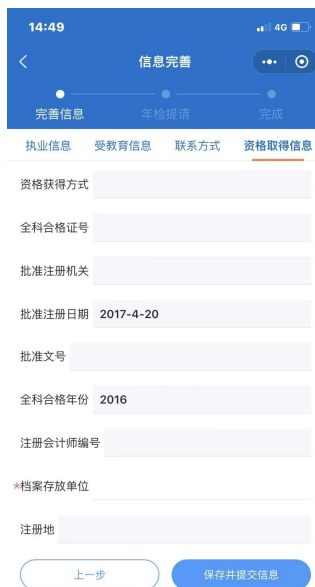 14:49
4G
信息完善
完善信息 年检提请 完成
执业信息 受教育信息 联系方式 资格取得信息
资格获得方式
全科合格证号
批准注册机关
批准注册日期 2017-4-20
批准文号
全科合格年份 2016
注册会计师编号
*档案存放单位
注册地
上一步 保存并提交信息